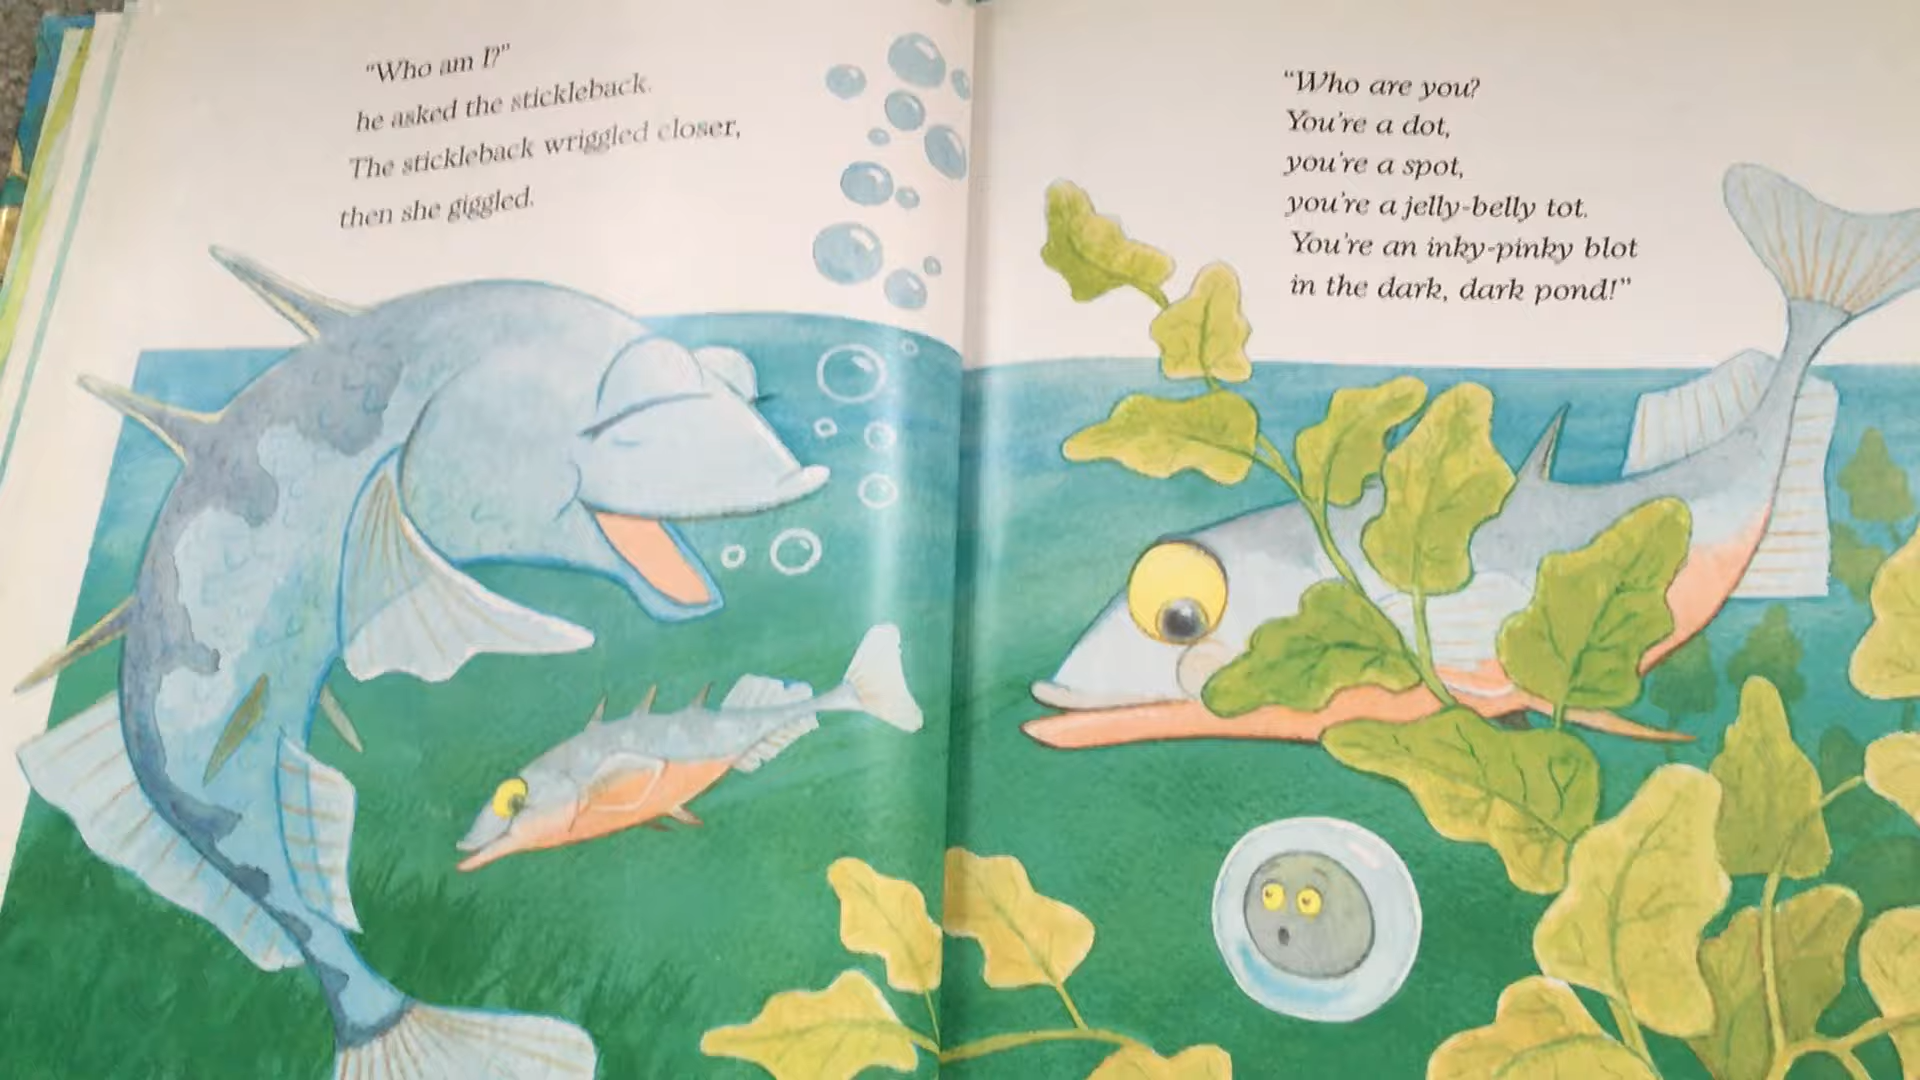 "Who am I?"
he asked the stickleback.
The stickleback wriggled closer,
then she giggled.
"Who are you?
You're a dot,
you're a spot,
you're a jelly-belly tot.
You're an inky-pinky blot
in the dark, dark pond!"